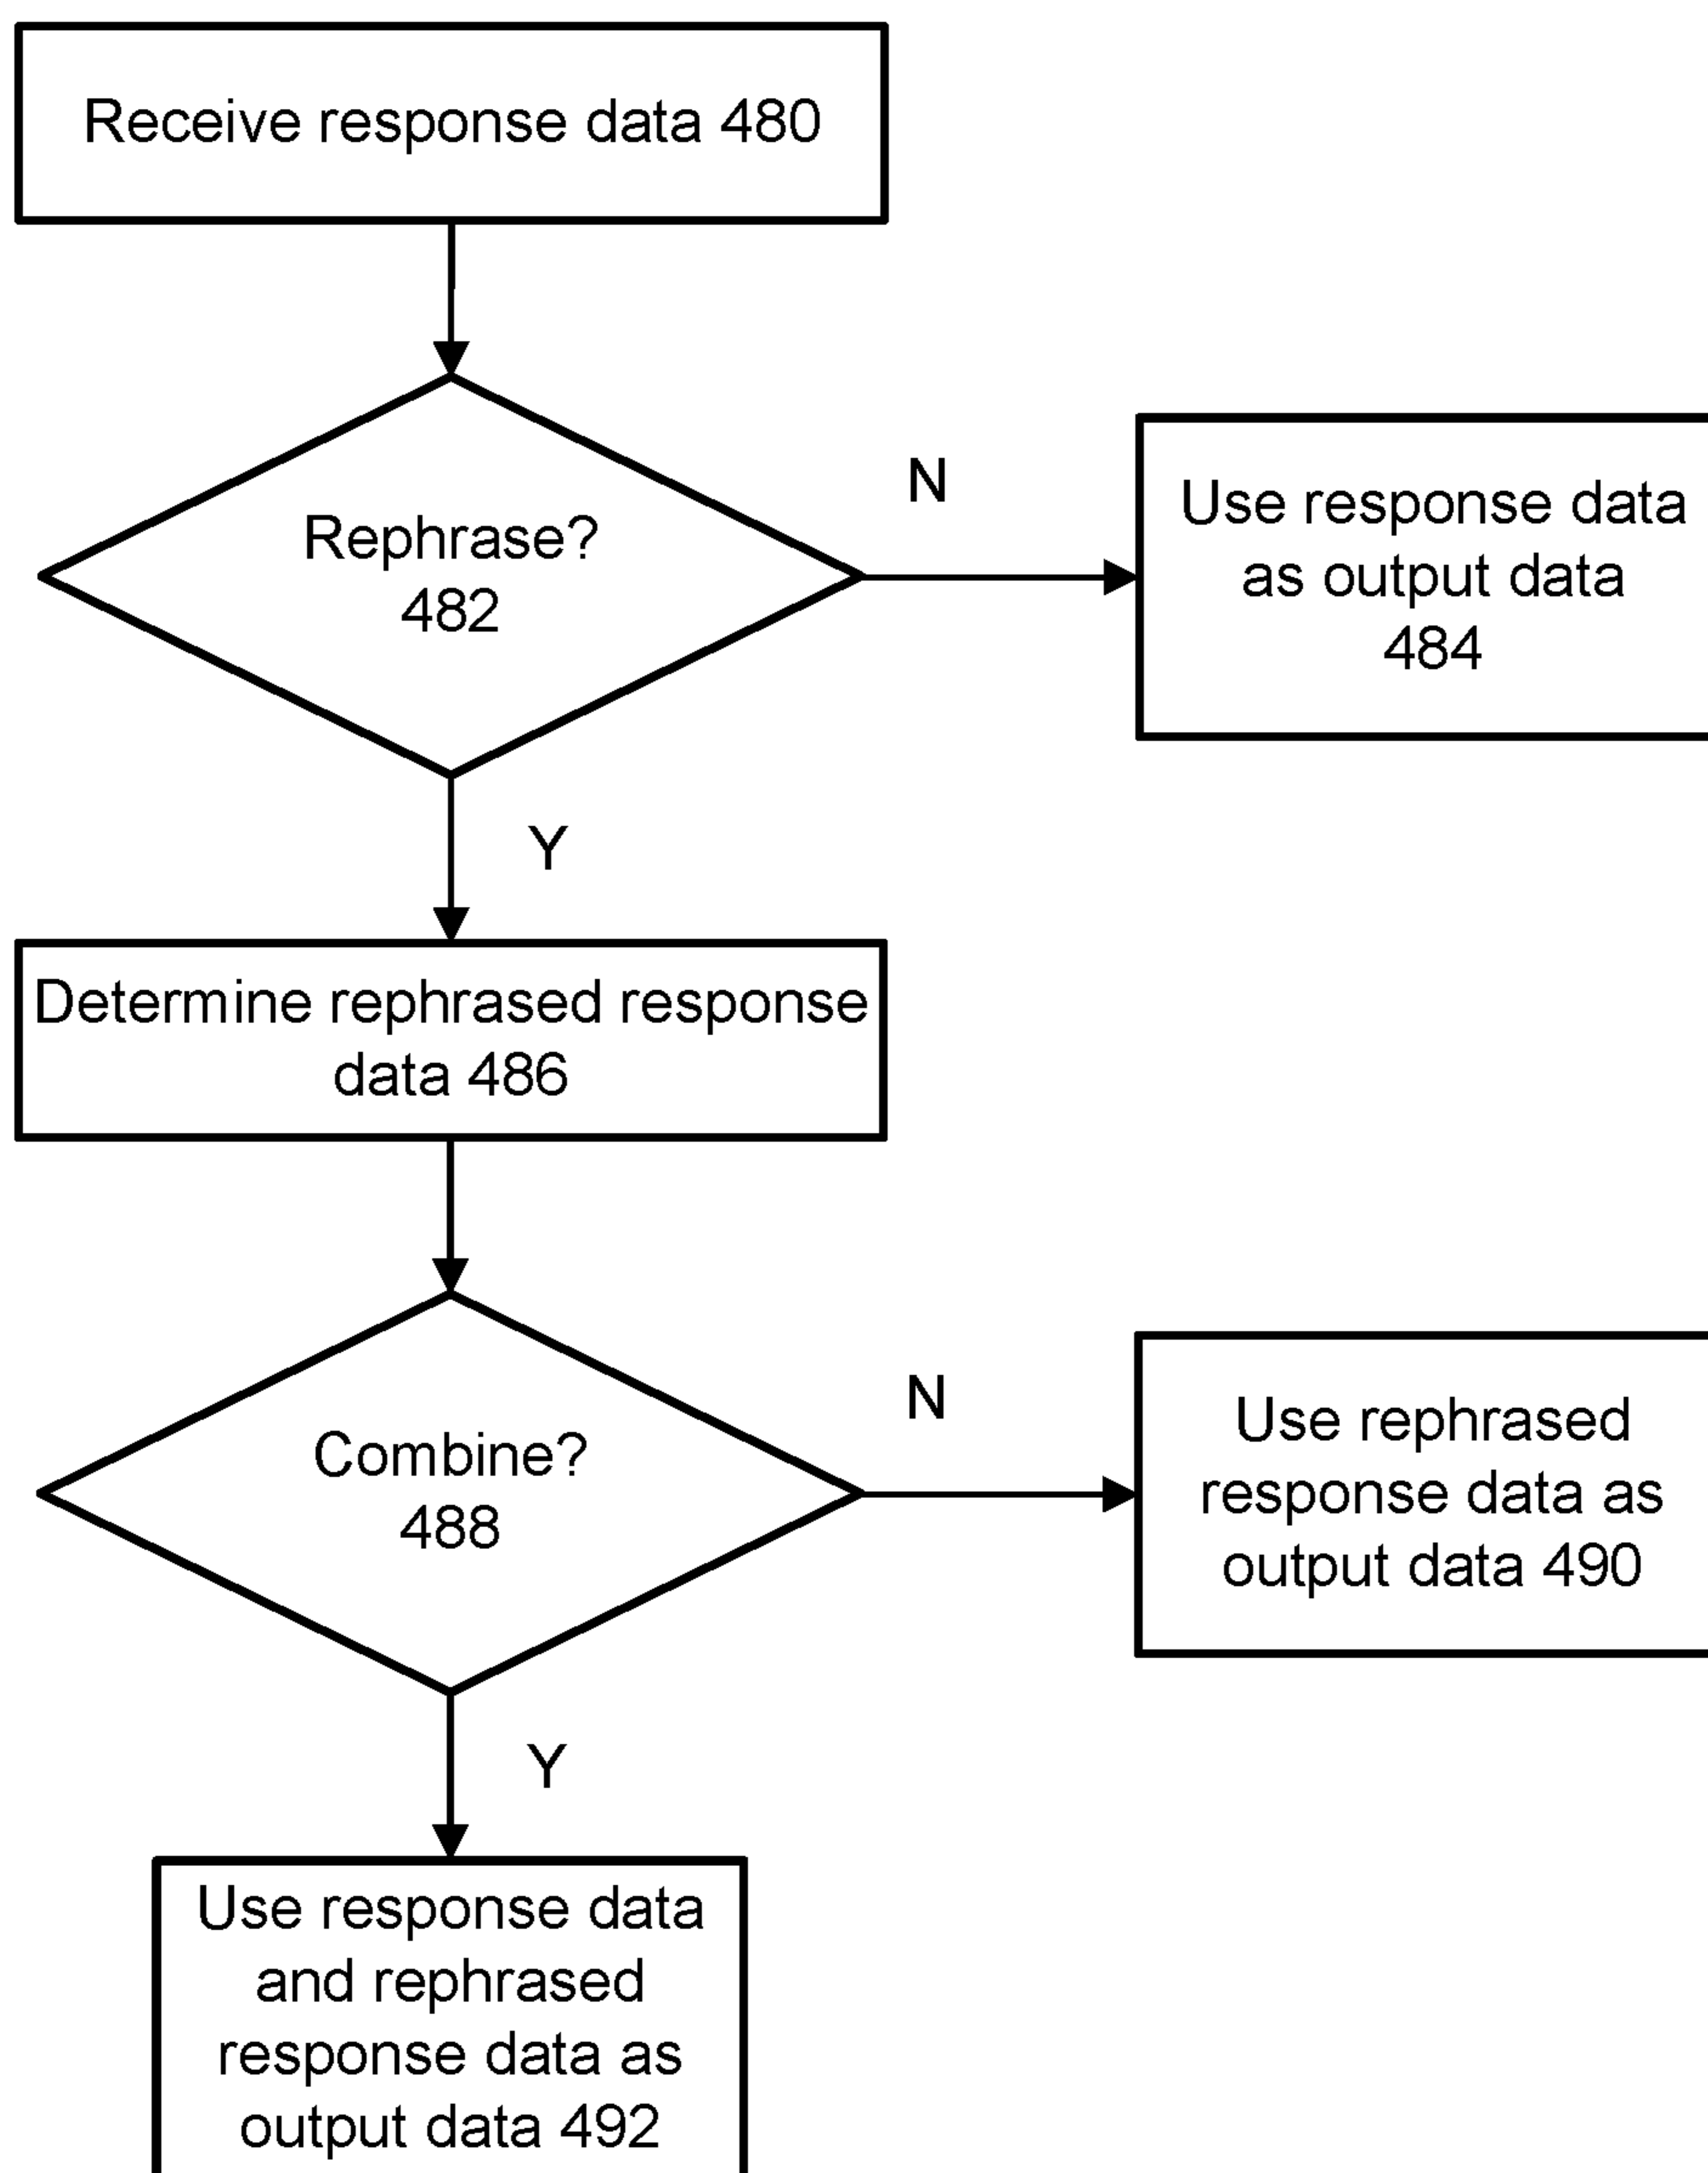 Receive response data 480
Rephrase?
482
N
Use response data
as output data
484
Y
Determine rephrased response
data 486
Combine?
488
N
Use rephrased
response data as
output data 490
Y
Use response data
and rephrased
response data as
output data 492